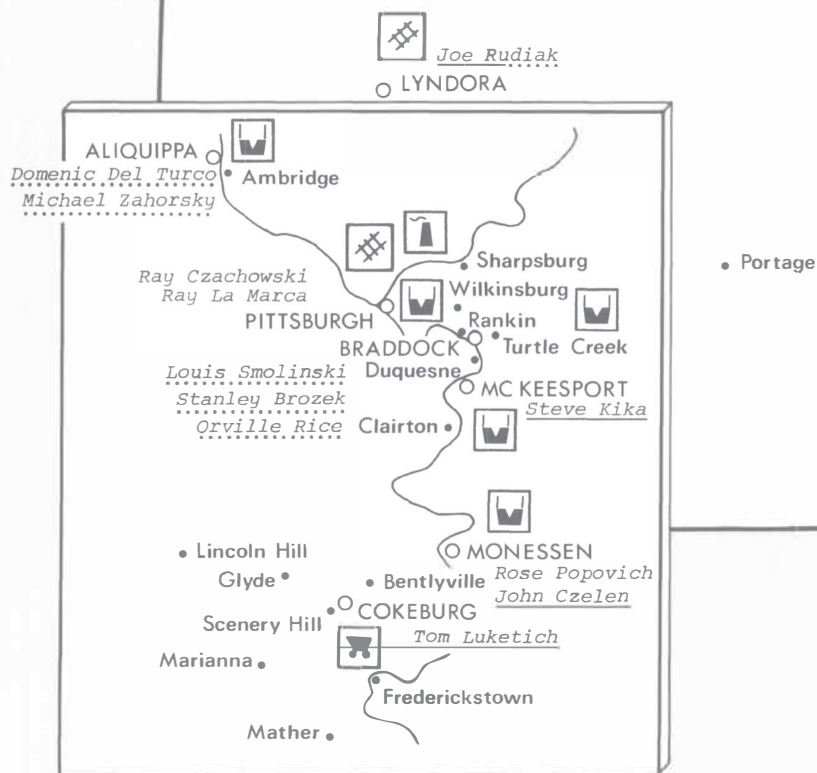 Joe Rudiak
LYNDORA
ALIQUIPPA
Domenic Del Turco
Ambridge
Michael Zahorsky
Sharpsburg
Portage
Ray Czachowski
Ray La Marca
Wilkinsburg
PITTSBURGH
Rankin
BRADDOCK
Turtle Creek
Louis Smolinski
Duquesne
MC KEESPORT
Stanley Brozek
Steve Kika
Orville Rice
Clairton
Lincoln Hill
MONESSEN
Glyde
Bentlyville
Rose Popovich
John Czelen
COKEBURG
Scenery Hill
Tom Luketich
Marianna
Frederickstown
Mather